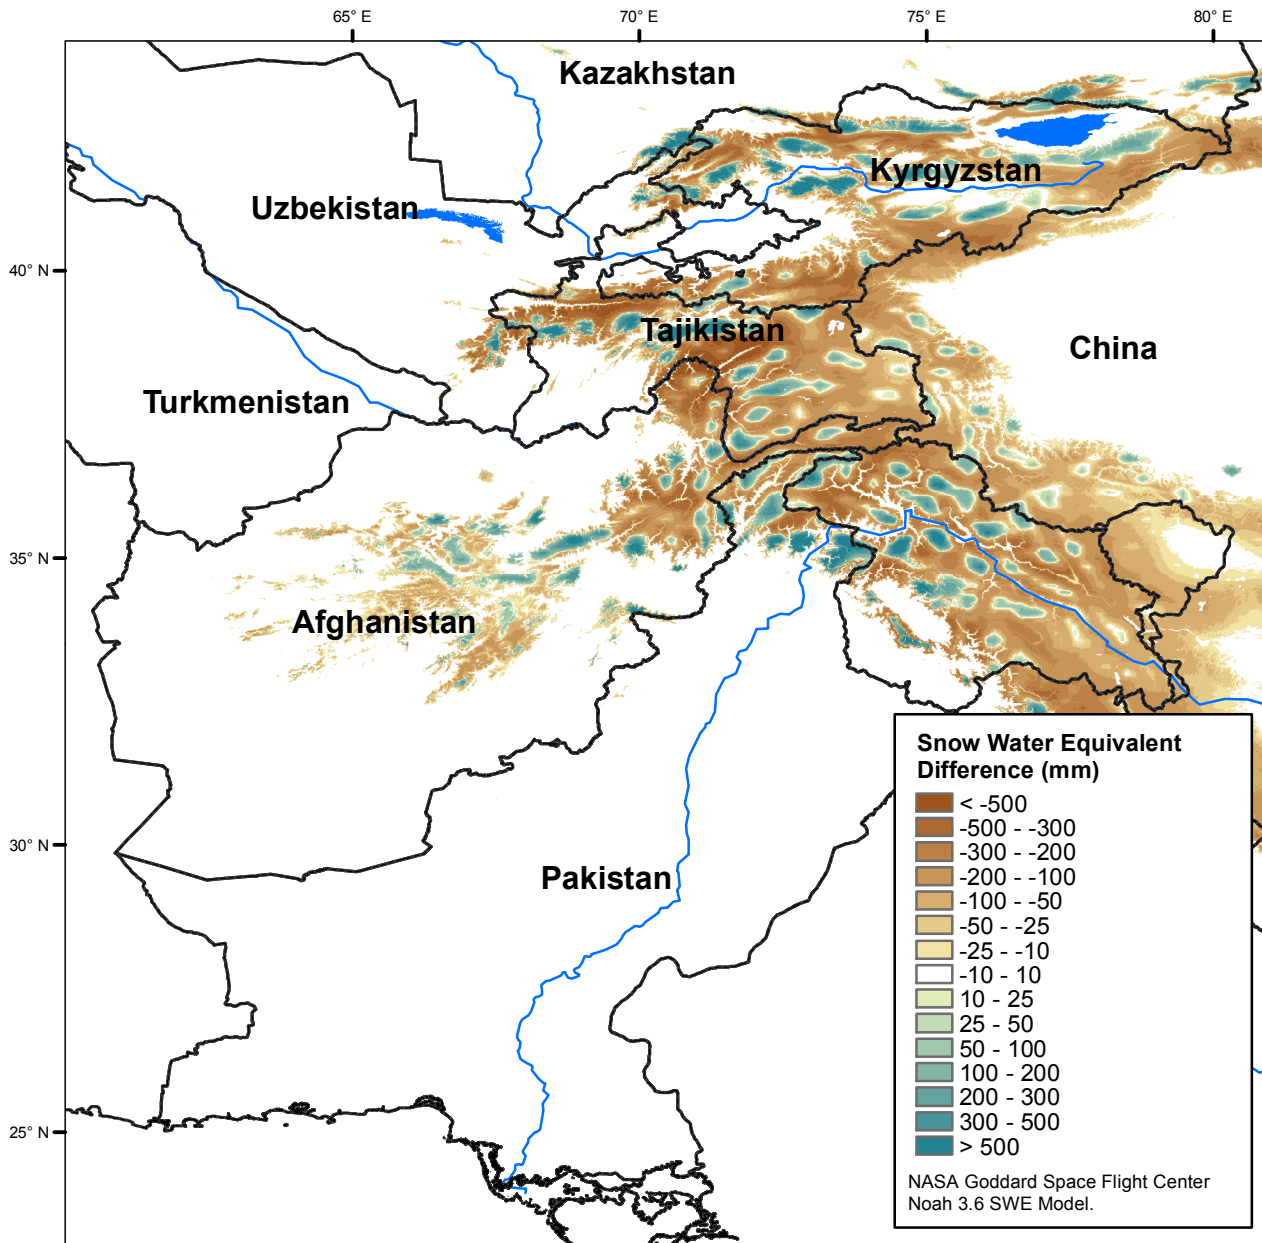 65° E
70° E
75° E
80° E
Kazakhstan
Kyrgyzstan
Uzbekistan
40° N
Tajikistan
China
Turkmenistan
35° N
Afghanistan
30° N
Pakistan
25° N
Snow Water Equivalent
Difference (mm)
< -500
-500 - -300
-300 - -200
-200 - -100
-100 - -50
-50 - -25
-25 - -10
-10 - 10
10 - 25
25 - 50
50 - 100
100 - 200
200 - 300
300 - 500
> 500
NASA Goddard Space Flight Center
Noah 3.6 SWE Model.